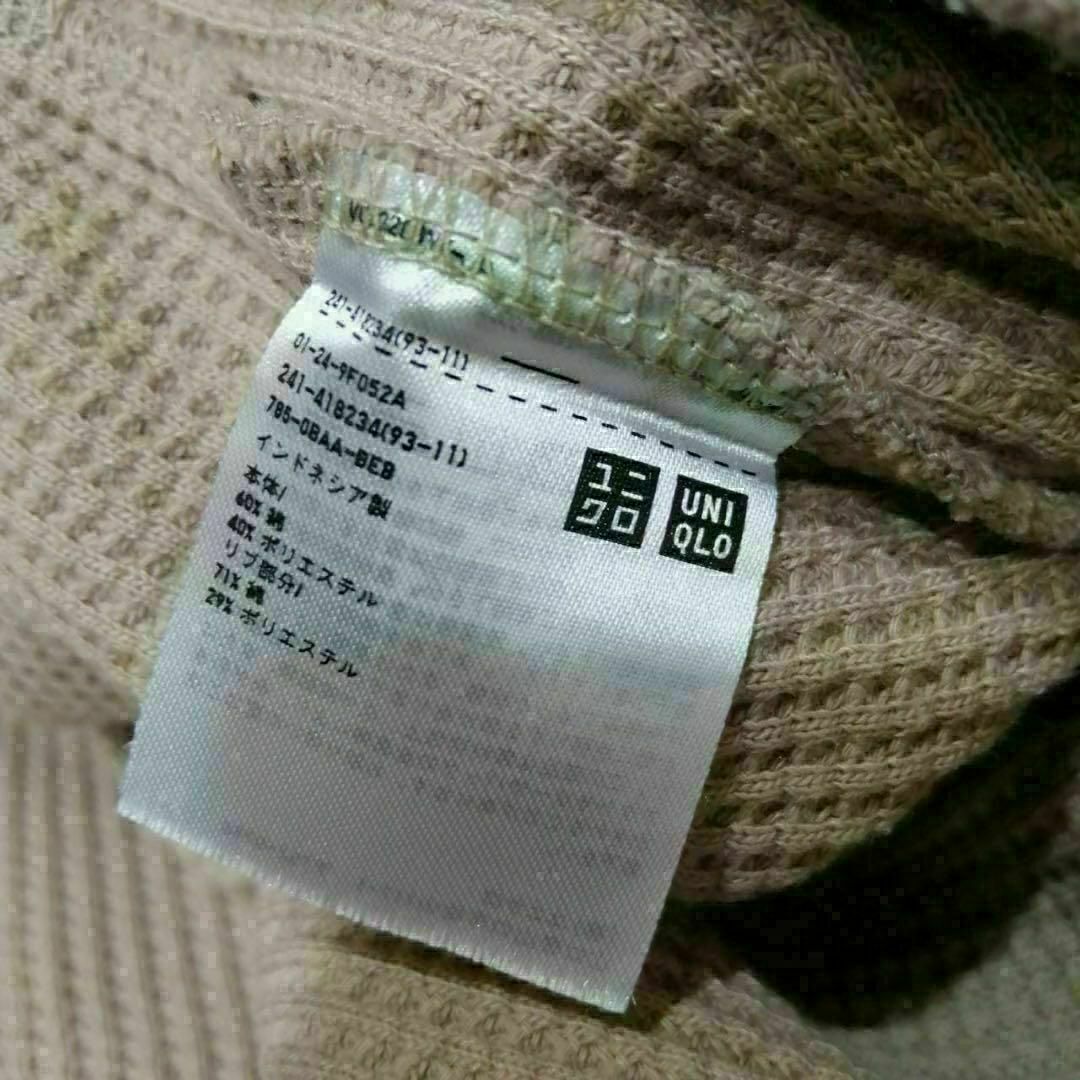 241-418234(93-11)
01-24-9F052A
241-418234(93-11)
785-0BAA-BEB
インドネシア製
本体/
60% 綿
40% ポリエステル
リブ部分/
71% 綿
29% ポリエステル
ユニ
クロ
UNI
QLO